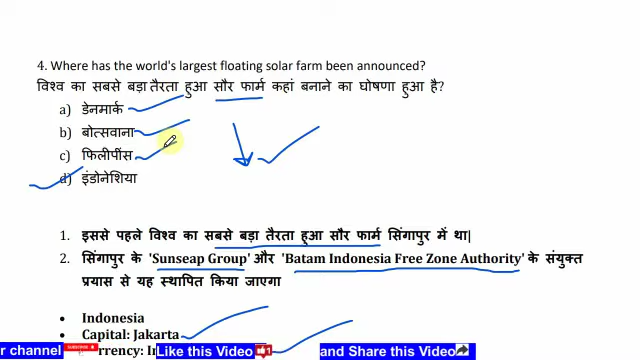 4. Where has the world's largest floating solar farm been announced?
विश्व का सबसे बड़ा तैरता हुआ सौर फार्म कहां बनाने का घोषणा हुआ है?
a) डेनमार्क
b) बोत्सवाना
c) फिलीपींस
d) इंडोनेशिया
1. इससे पहले विश्व का सबसे बड़ा तैरता हुआ सौर फार्म सिंगापुर में था|
2. सिंगापुर के 'Sunseap Group' और 'Batam Indonesia Free Zone Authority' के संयुक्त
प्रयास से यह स्थापित किया जाएगा
• Indonesia
• Capital: Jakarta
rrency: In
r channel Like this Video and Share this Video